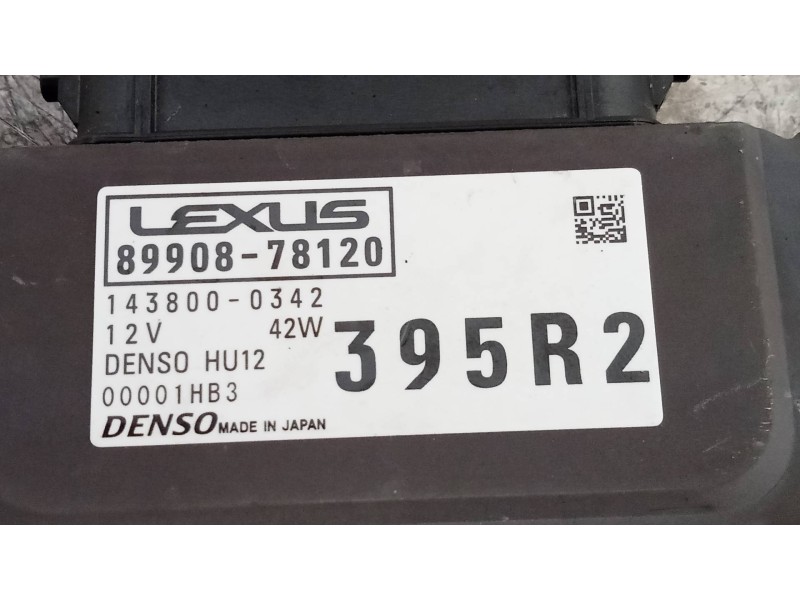 LEXUS
89908-78120
143800-0342
12V 42W
DENSO HU12
00001HB3
395R2
DENSO MADE IN JAPAN